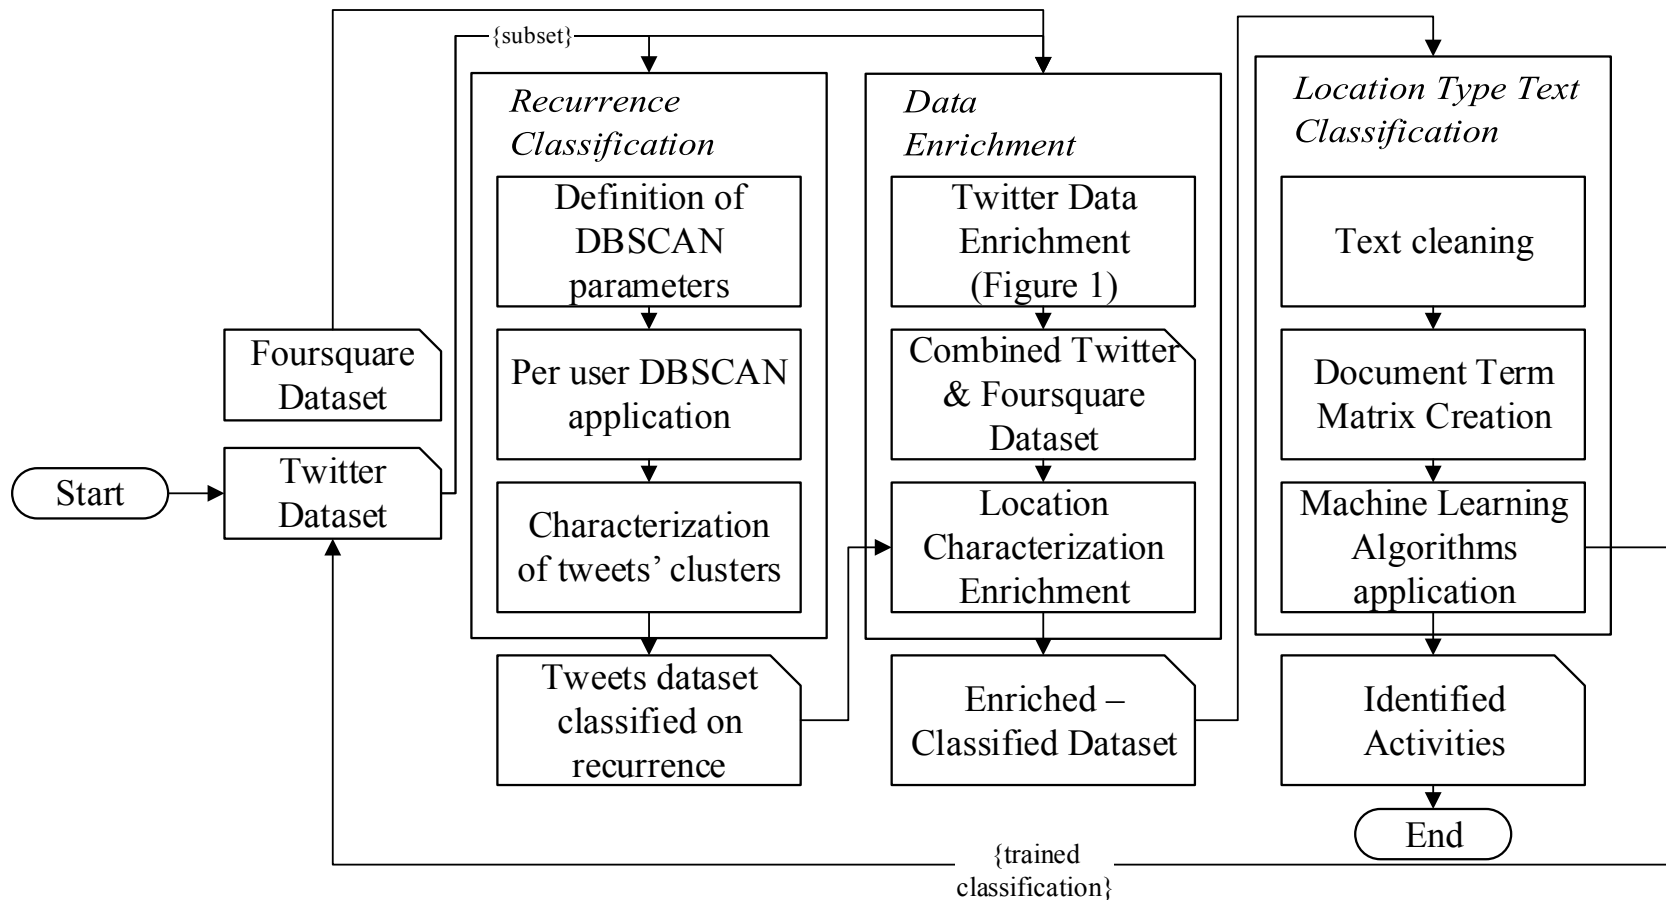 {subset}
Recurrence
Classification
Definition of
DBSCAN
parameters
Per user DBSCAN
application
Characterization
of tweets’ clusters
Tweets dataset
classified on
recurrence
Data
Enrichment
Twitter Data
Enrichment
(Figure 1)
Combined Twitter
& Foursquare
Dataset
Location
Characterization
Enrichment
Enriched –
Classified Dataset
Location Type Text
Classification
Text cleaning
Document Term
Matrix Creation
Machine Learning
Algorithms
application
Identified
Activities
End
Foursquare
Dataset
Start
Twitter
Dataset
{trained
classification}